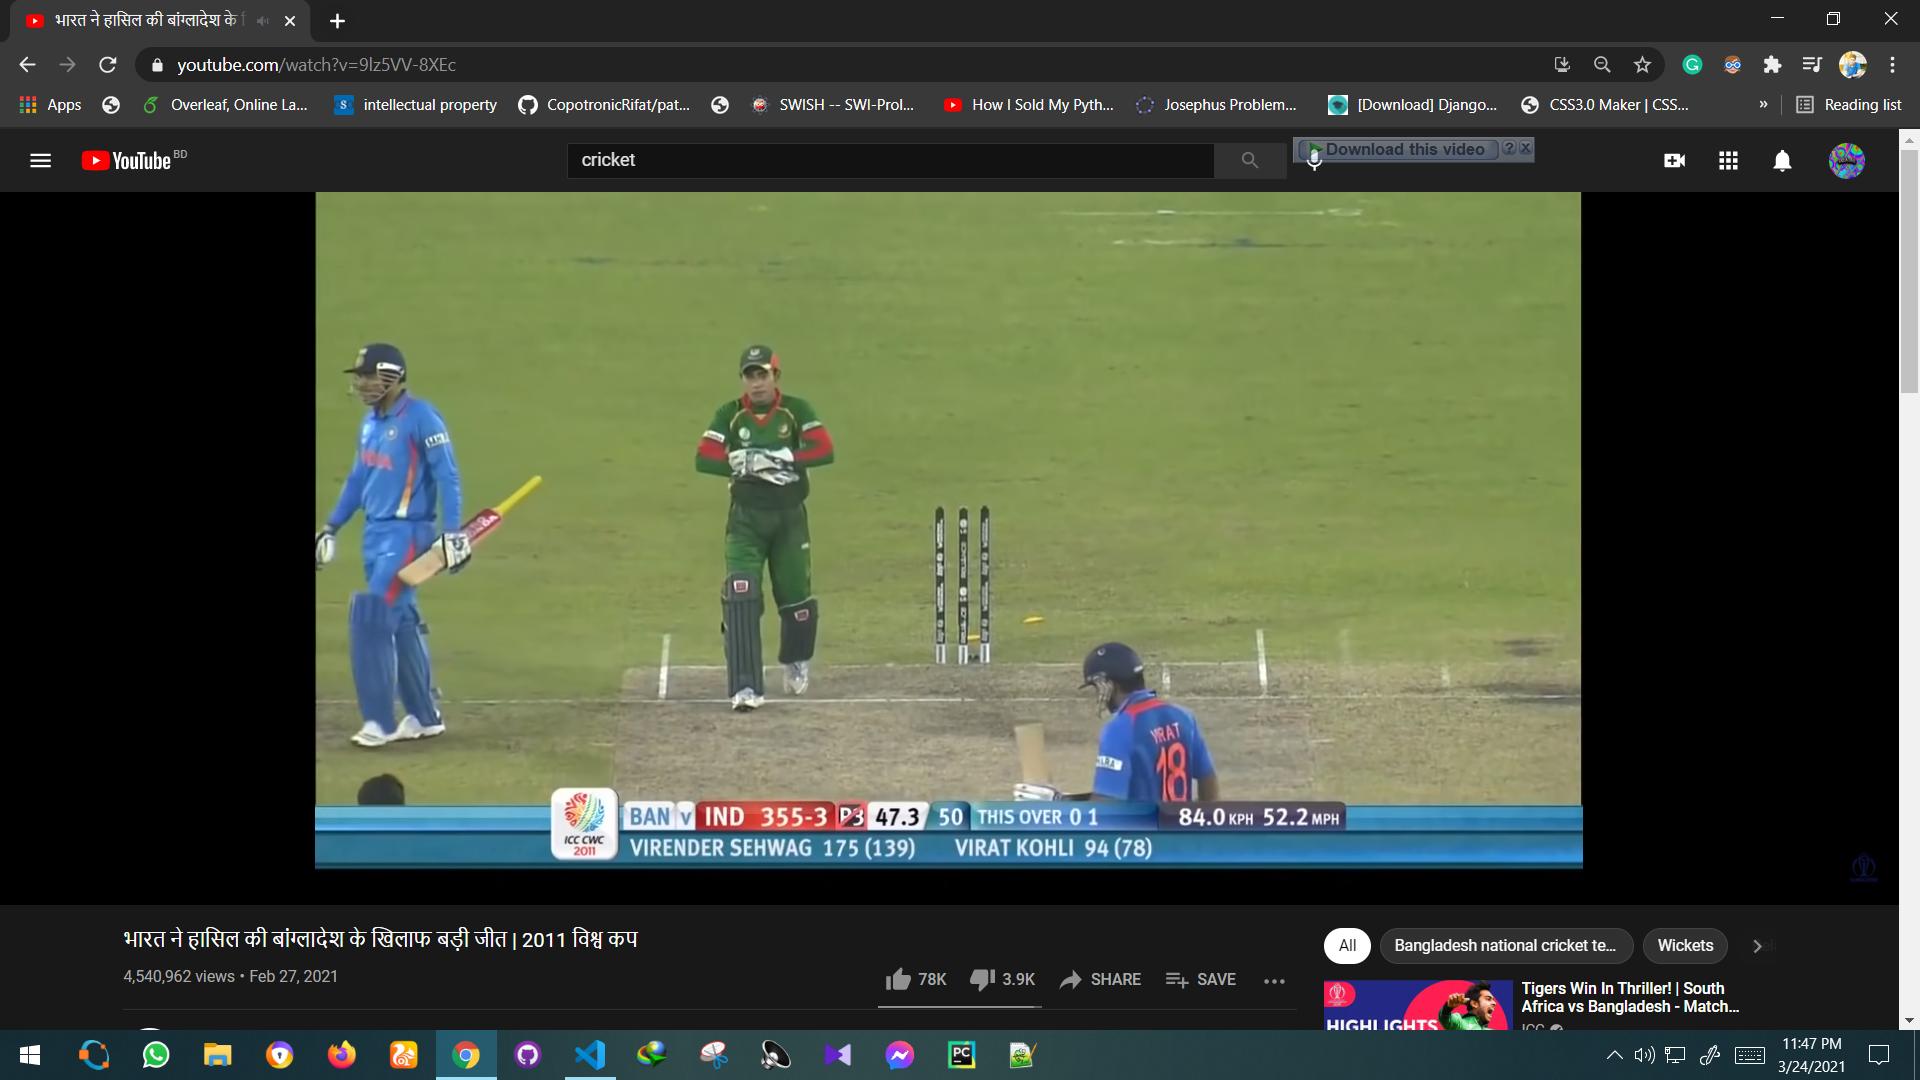 भारत ने हासिल की बांग्लादेश के
youtube.com/watch?v=9lz5VV-8XEc
Apps
Overleaf, Online La...
intellectual property
CopotronicRifat/pat...
SWISH -- SWI-Prol...
How I Sold My Pyth...
Josephus Problem...
[Download] Django...
CSS3.0 Maker | CSS...
»
Reading list
YouTube BD
cricket
Download this video ? x
VIRAT
18
BAN v IND 355-3 P3 47.3 50 THIS OVER 0 1 84.0 KPH 52.2 MPH
ICC CWC
2011
VIRENDER SEHWAG 175 (139) VIRAT KOHLI 94 (78)
भारत ने हासिल की बांग्लादेश के खिलाफ बड़ी जीत | 2011 विश्व कप
4,540,962 views • Feb 27, 2021
78K
3.9K
SHARE
SAVE
All
Bangladesh national cricket te...
Wickets
HIGHLIGHTS
Tigers Win In Thriller! | South
Africa vs Bangladesh - Match...
ICC
PC
11:47 PM
3/24/2021